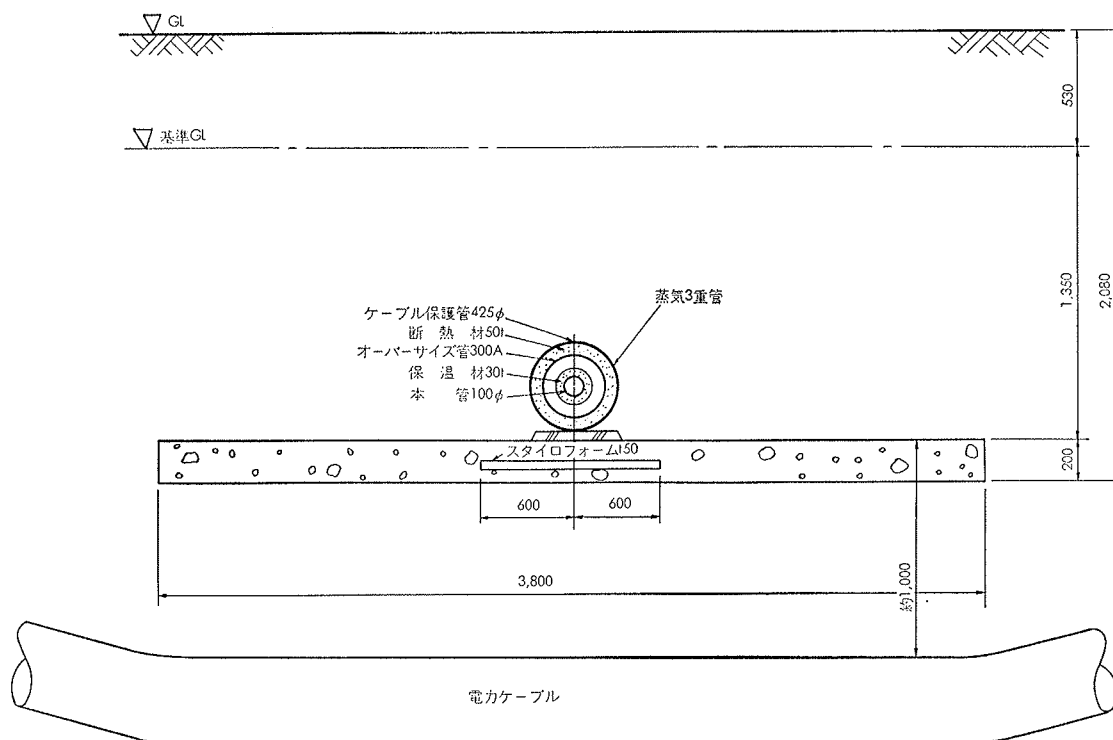 GL
530
基準GL
1,350
2,080
蒸気3重管
ケーブル保護管425φ
断熱材50t
オーバーサイズ管300A
保温材30t
本管100φ
スタイロフォームt50
200
600
600
3,800
約1,000
電力ケーブル